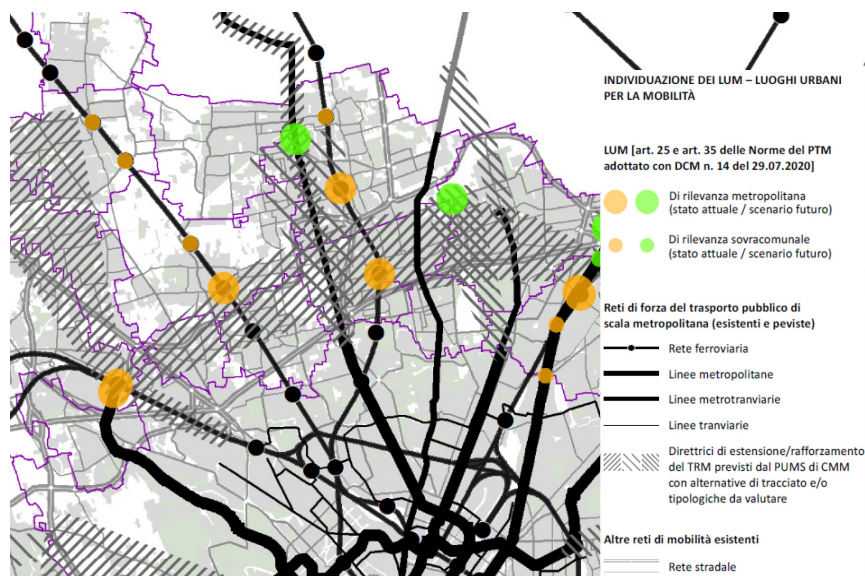 INDIVIDUAZIONE DEI LUM – LUOGHI URBANI
PER LA MOBILITÀ
LUM [art. 25 e art. 35 delle Norme del PTM
adottato con DCM n. 14 del 29.07.2020]
Di rilevanza metropolitana
(stato attuale / scenario futuro)
Di rilevanza sovracomunale
(stato attuale / scenario futuro)
Reti di forza del trasporto pubblico di
scala metropolitana (esistenti e peviste)
Rete ferroviaria
Linee metropolitane
Linee metrotranviarie
Linee tranviarie
Direttrici di estensione/rafforzamento
del TRM previsti dal PUMS di CMM
con alternative di tracciato e/o
tipologiche da valutare
Altre reti di mobilità esistenti
Rete stradale